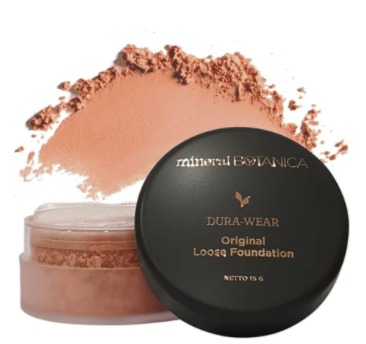 mineral BOTANICA
DURA-WEAR
Original
Loose Foundation
NETTO 15 G